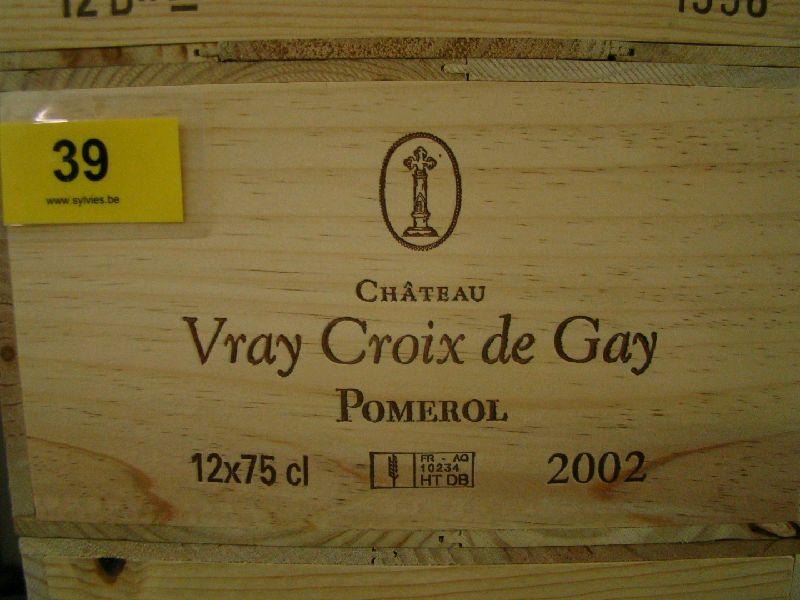 39
www.sylvies.be
CHÂTEAU
Vray Croix de Gay
POMEROL
12x75 cl
FR - AQ
10234
HT DB
2002